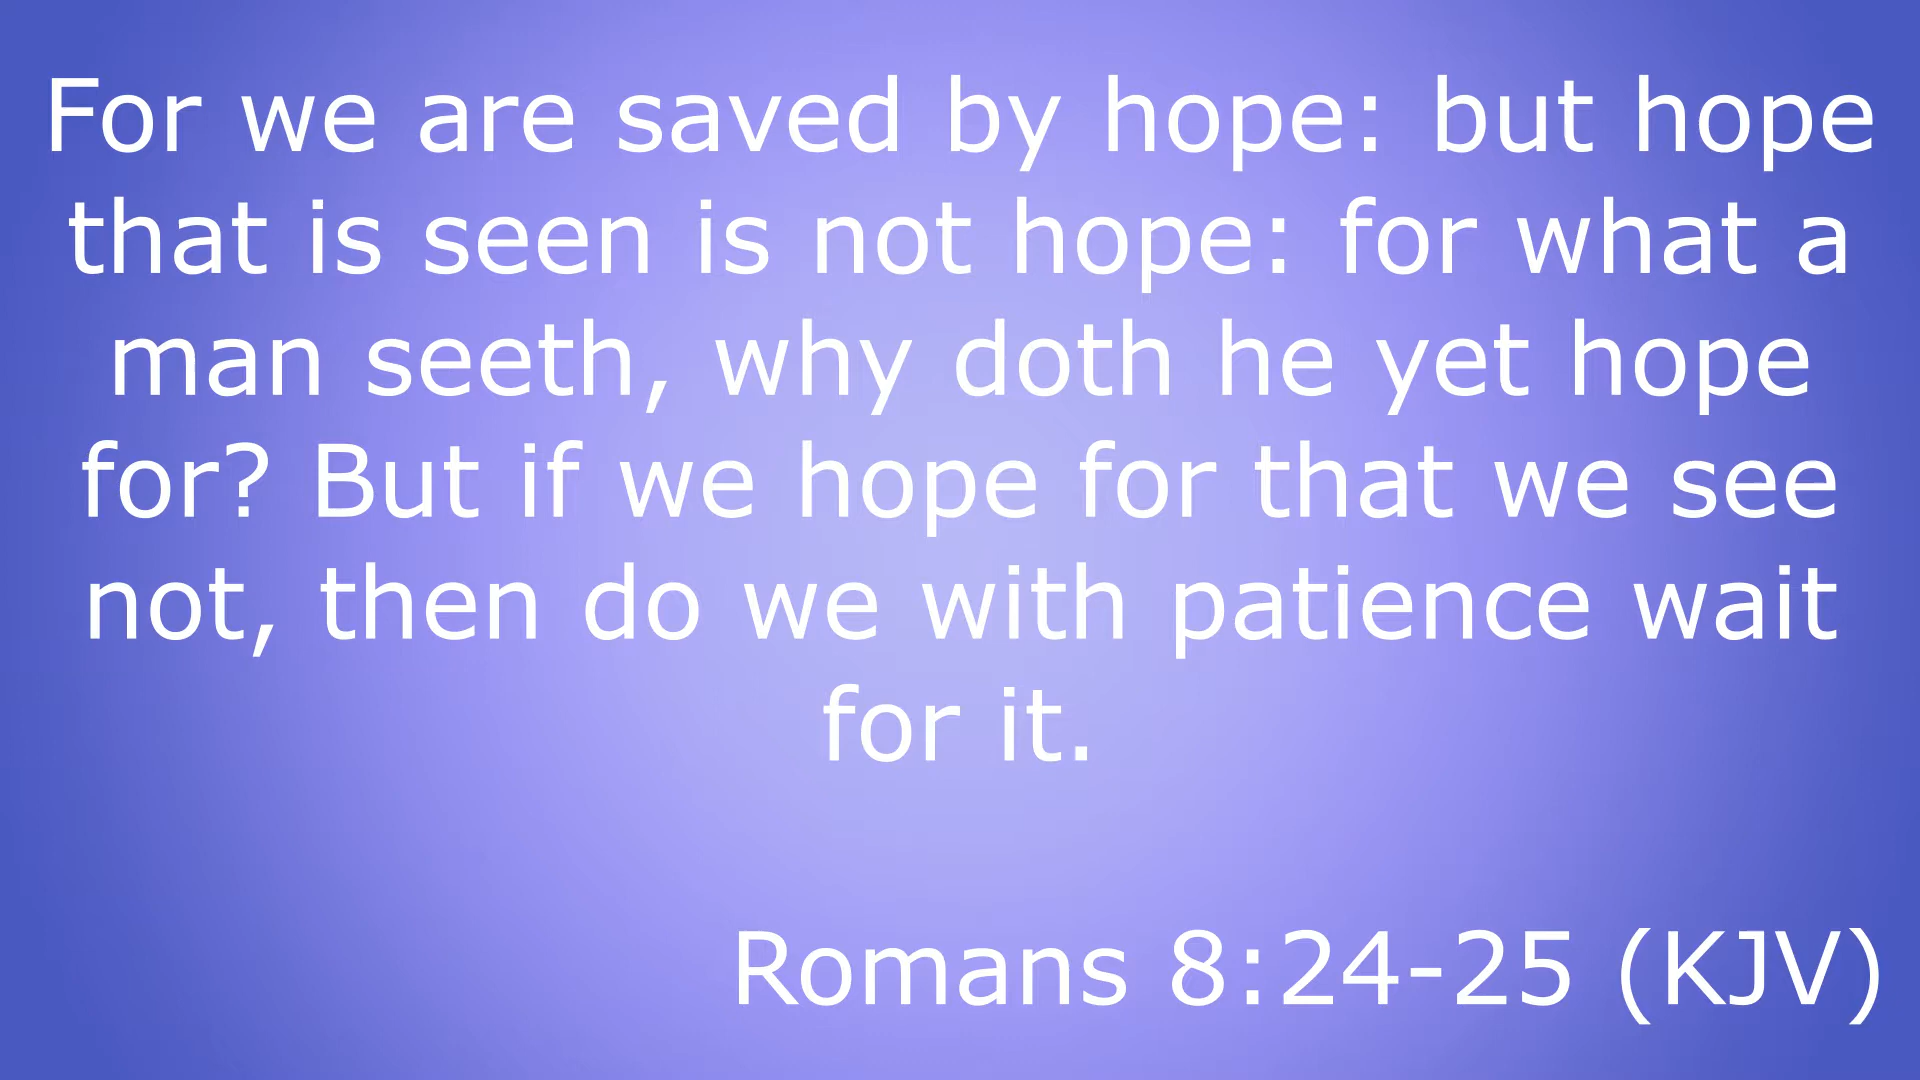 For we are saved by hope: but hope
that is seen is not hope: for what a
man seeth, why doth he yet hope
for? But if we hope for that we see
not, then do we with patience wait
for it.
Romans 8:24-25 (KJV)